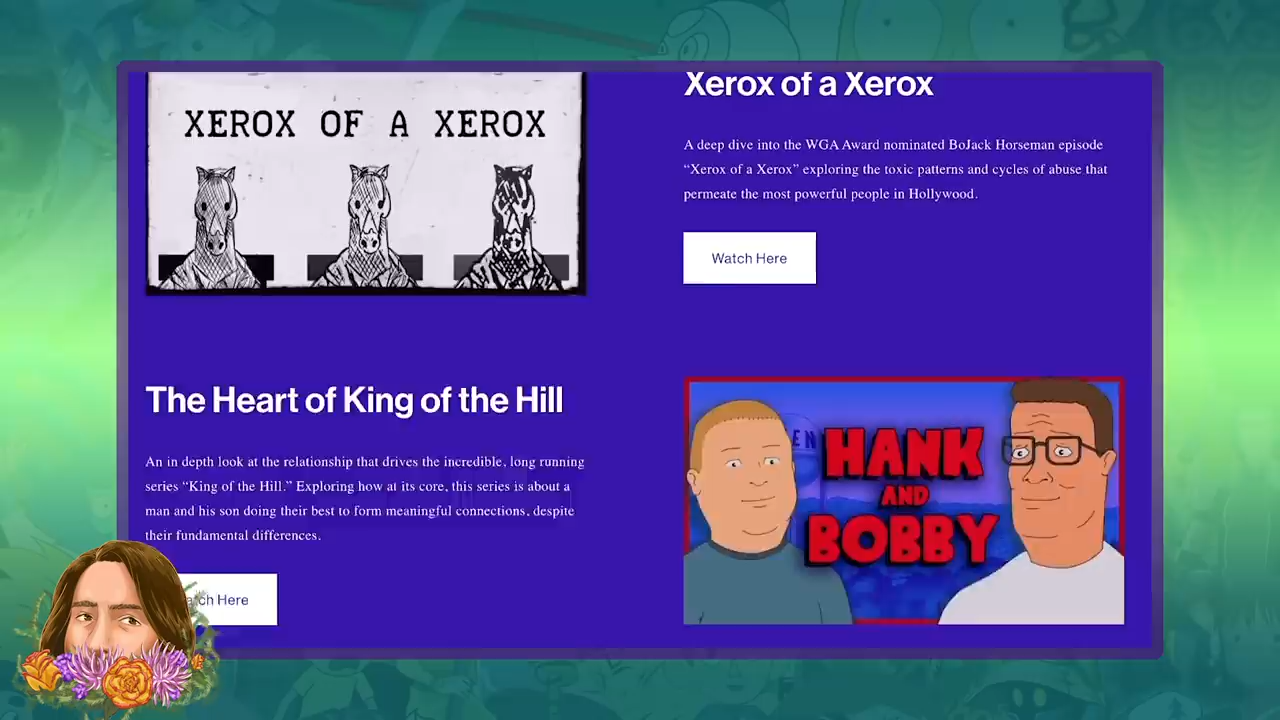 XEROX OF A XEROX
Xerox of a Xerox
A deep dive into the WGA Award nominated BoJack Horseman episode
“Xerox of a Xerox” exploring the toxic patterns and cycles of abuse that
permeate the most powerful people in Hollywood.
Watch Here
The Heart of King of the Hill
An in depth look at the relationship that drives the incredible, long running
series “King of the Hill.” Exploring how at its core, this series is about a
man and his son doing their best to form meaningful connections, despite
their fundamental differences.
Here
HANK
AND
BOBBY